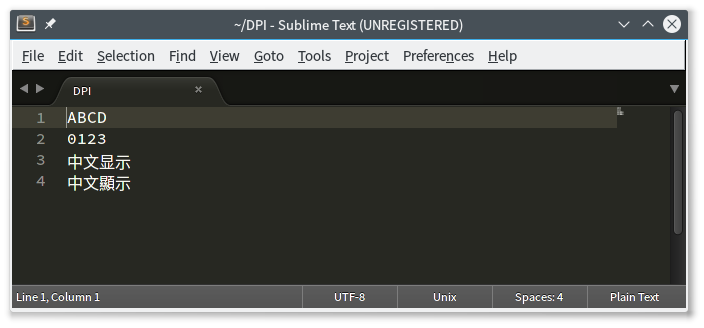 ~/DPI - Sublime Text (UNREGISTERED)
File Edit Selection Find View Goto Tools Project Preferences Help
DPI
1 ABCD
2 0123
3 中文显示
4 中文顯示
Line 1, Column 1 UTF-8 Unix Spaces: 4 Plain Text